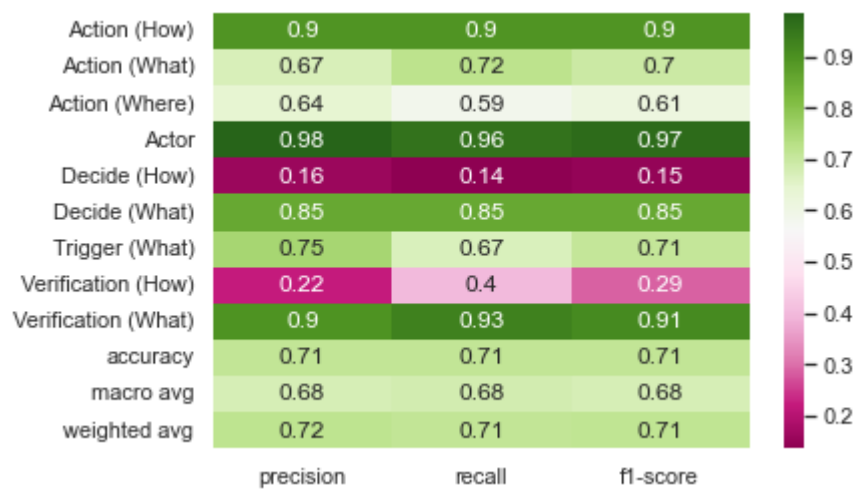 Action (How) 0.9 0.9 0.9
Action (What) 0.67 0.72 0.7
Action (Where) 0.64 0.59 0.61
Actor 0.98 0.96 0.97
Decide (How) 0.16 0.14 0.15
Decide (What) 0.85 0.85 0.85
Trigger (What) 0.75 0.67 0.71
Verification (How) 0.22 0.4 0.29
Verification (What) 0.9 0.93 0.91
accuracy 0.71 0.71 0.71
macro avg 0.68 0.68 0.68
weighted avg 0.72 0.71 0.71
precision recall f1-score
0.9
0.8
0.7
0.6
0.5
0.4
0.3
0.2